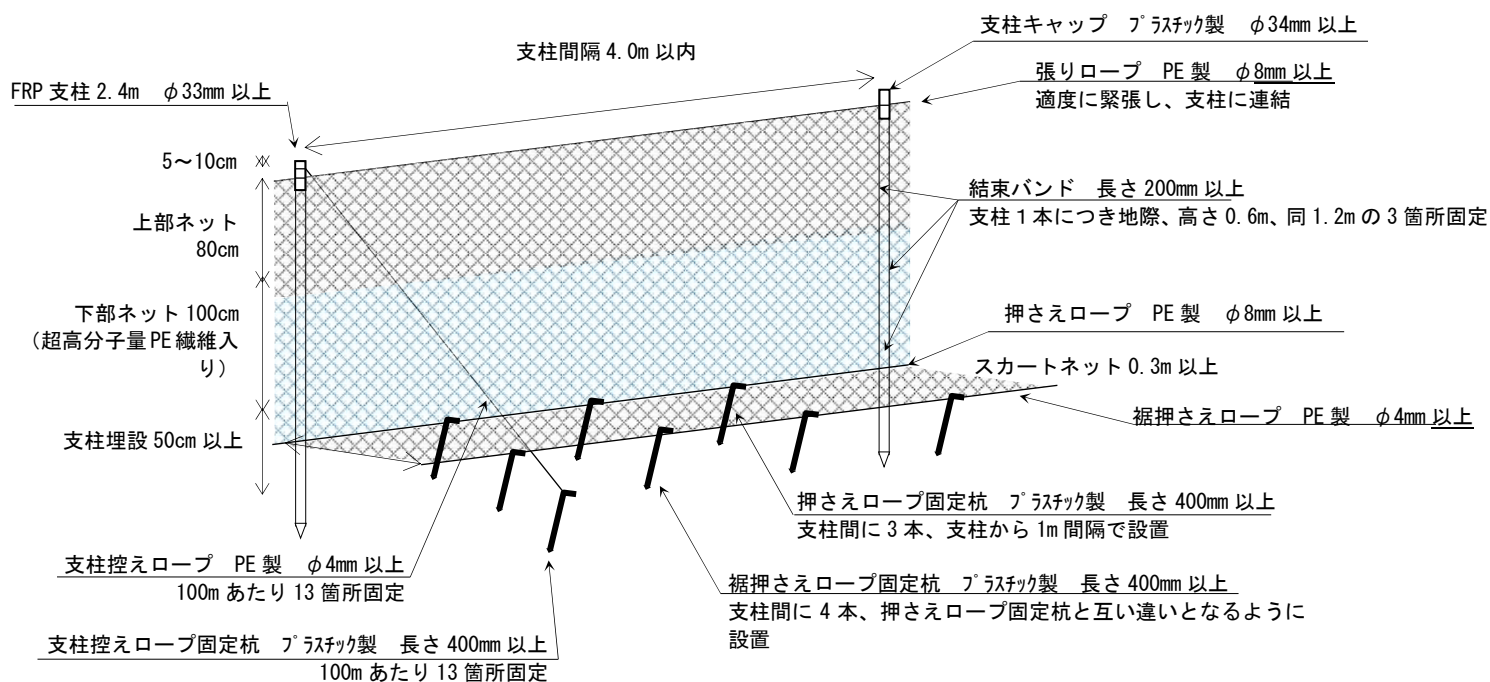 支柱キャップ プラスチック製 φ34mm 以上
支柱間隔 4.0m 以内
張りロープ PE 製 φ8mm 以上
適度に緊張し、支柱に連結
FRP 支柱 2.4m φ33mm 以上
5～10cm
結束バンド 長さ 200mm 以上
支柱１本につき地際、高さ 0.6m、同 1.2m の 3 箇所固定
上部ネット
80cm
下部ネット 100cm
（超高分子量 PE 繊維入
り）
押さえロープ PE 製 φ8mm 以上
スカートネット 0.3m 以上
裾押さえロープ PE 製 φ4mm 以上
支柱埋設 50cm 以上
押さえロープ固定杭 プラスチック製 長さ 400mm 以上
支柱間に 3 本、支柱から 1m 間隔で設置
支柱控えロープ PE 製 φ4mm 以上
100m あたり 13 箇所固定
裾押さえロープ固定杭 プラスチック製 長さ 400mm 以上
支柱間に 4 本、押さえロープ固定杭と互い違いとなるように
設置
支柱控えロープ固定杭 プラスチック製 長さ 400mm 以上
100m あたり 13 箇所固定